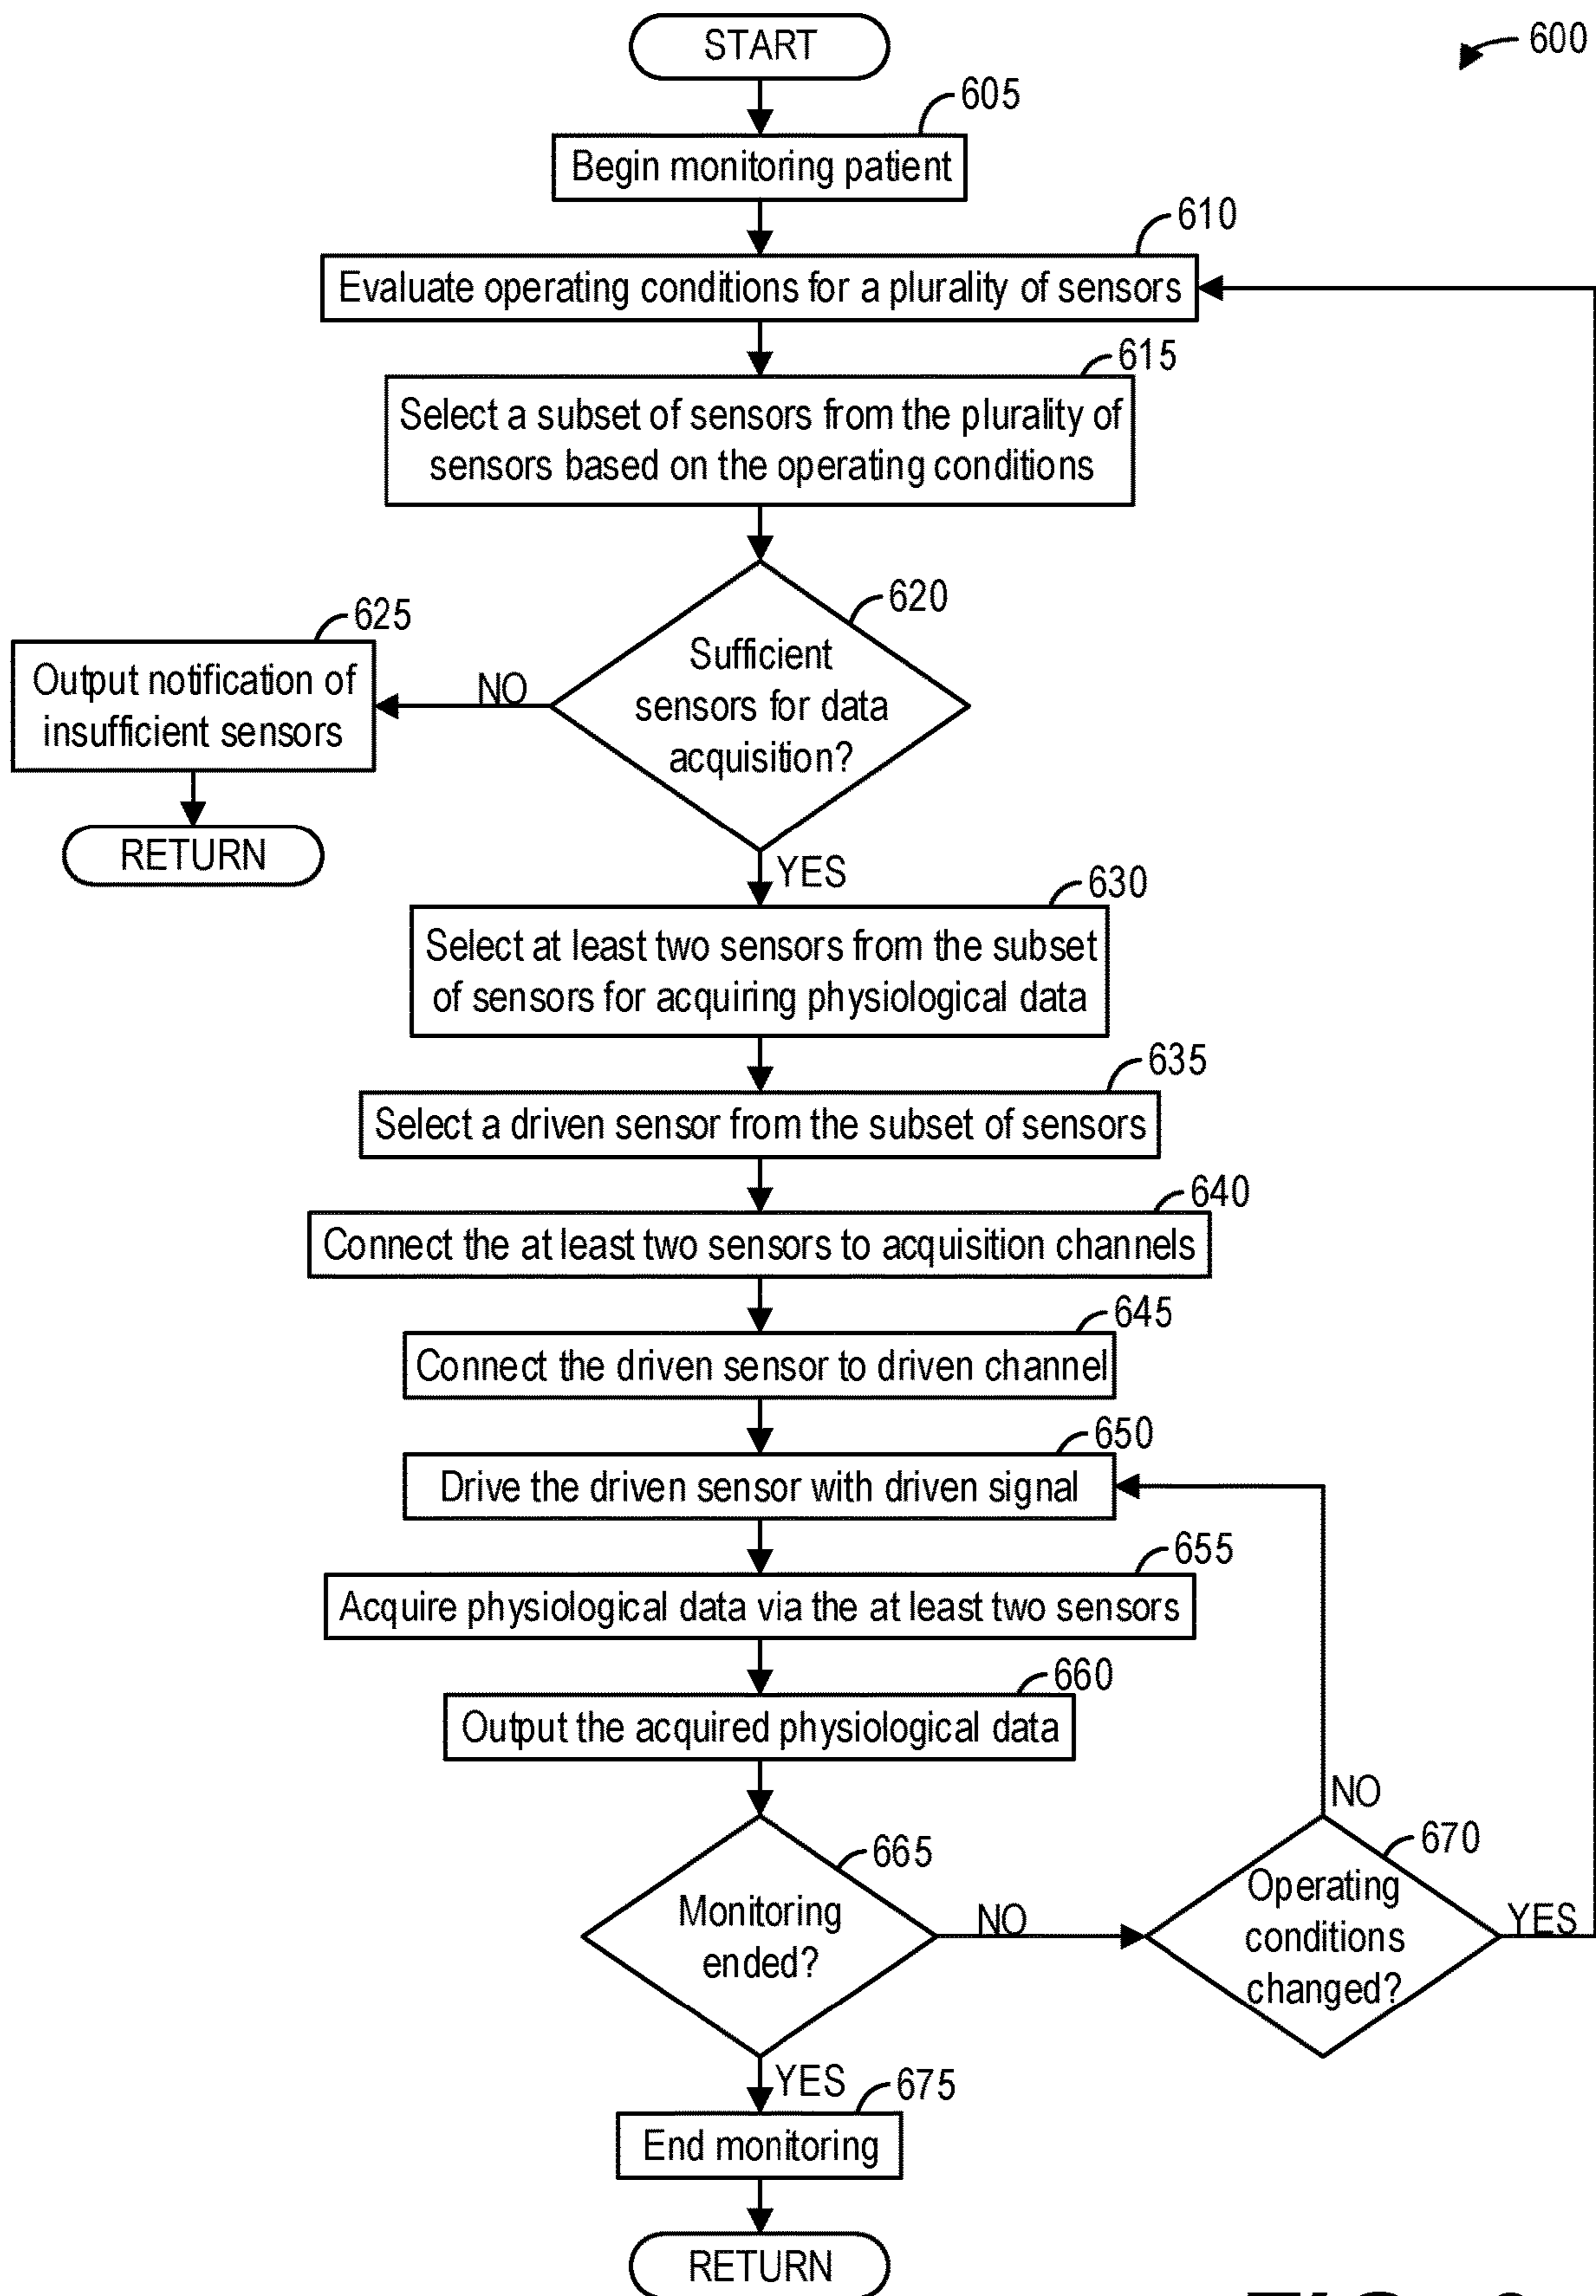 START
600
605
Begin monitoring patient
610
Evaluate operating conditions for a plurality of sensors
615
Select a subset of sensors from the plurality of
sensors based on the operating conditions
620
Sufficient
sensors for data
acquisition?
NO
625
Output notification of
insufficient sensors
RETURN
YES
630
Select at least two sensors from the subset
of sensors for acquiring physiological data
635
Select a driven sensor from the subset of sensors
640
Connect the at least two sensors to acquisition channels
645
Connect the driven sensor to driven channel
650
Drive the driven sensor with driven signal
655
Acquire physiological data via the at least two sensors
660
Output the acquired physiological data
665
Monitoring
ended?
NO
670
Operating
conditions
changed?
NO
YES
YES
675
End monitoring
RETURN